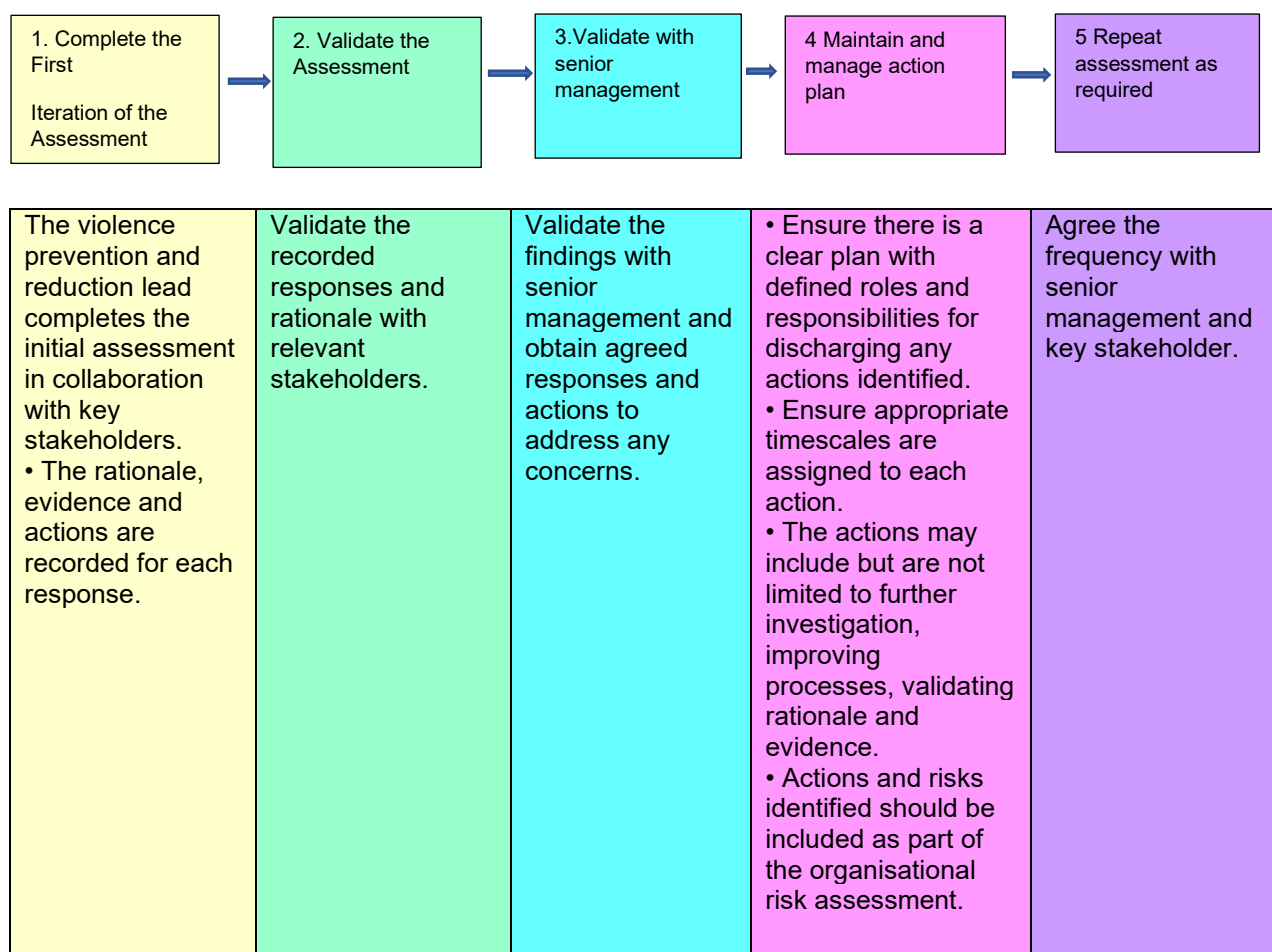 1. Complete the
First
Iteration of the
Assessment
2. Validate the
Assessment
3.Validate with
senior
management
4 Maintain and
manage action
plan
5 Repeat
assessment as
required
The violence
prevention and
reduction lead
completes the
initial assessment
in collaboration
with key
stakeholders.
• The rationale,
evidence and
actions are
recorded for each
response.
Validate the
recorded
responses and
rationale with
relevant
stakeholders.
Validate the
findings with
senior
management and
obtain agreed
responses and
actions to
address any
concerns.
• Ensure there is a
clear plan with
defined roles and
responsibilities for
discharging any
actions identified.
• Ensure appropriate
timescales are
assigned to each
action.
• The actions may
include but are not
limited to further
investigation,
improving
processes, validating
rationale and
evidence.
• Actions and risks
identified should be
included as part of
the organisational
risk assessment.
Agree the
frequency with
senior
management and
key stakeholder.